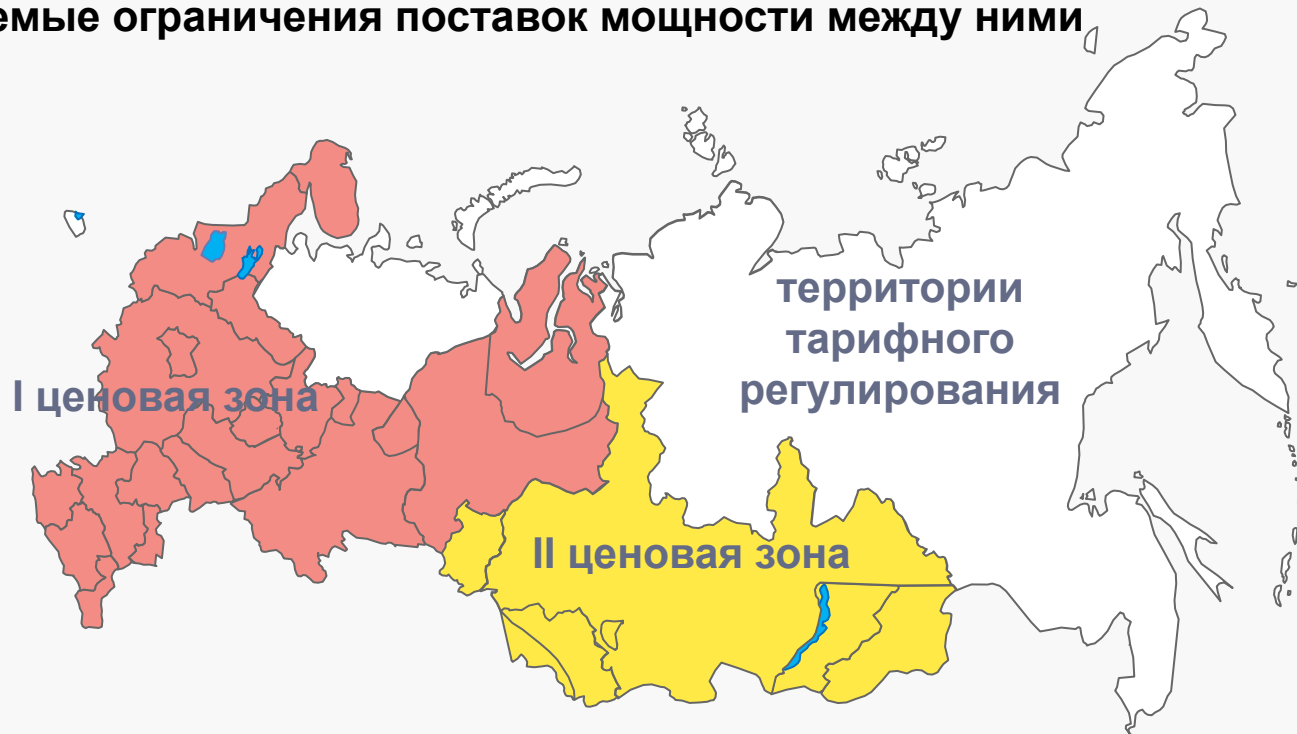 емые ограничения поставок мощности между ними
территории
тарифного
регулирования
I ценовая зона
II ценовая зона